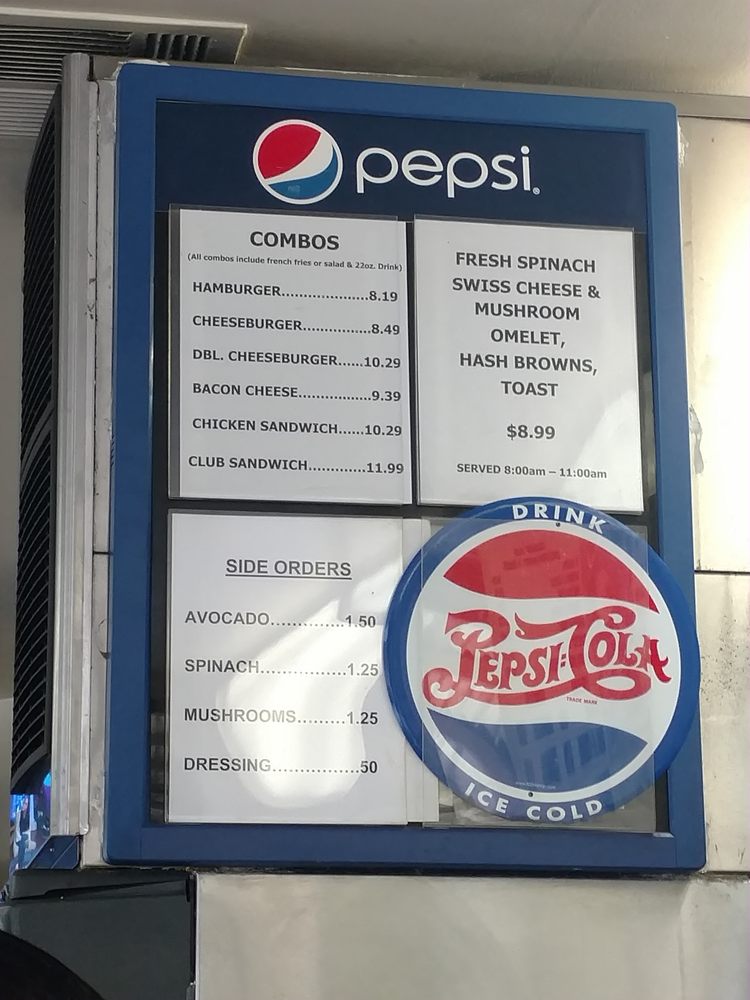 pepsi.
COMBOS
(All combos include french fries or salad & 22oz. Drink)
HAMBURGER.....................8.19
CHEESEBURGER................8.49
DBL. CHEESEBURGER......10.29
BACON CHEESE.................9.39
CHICKEN SANDWICH......10.29
CLUB SANDWICH.............11.99
FRESH SPINACH
SWISS CHEESE &
MUSHROOM
OMELET,
HASH BROWNS,
TOAST
$8.99
SERVED 8:00am – 11:00am
SIDE ORDERS
AVOCADO...............1.50
SPINACH.................1.25
MUSHROOMS.........1.25
DRESSING.................50
DRINK
PEPSI:COLA
TRADE MARK
ICE COLD